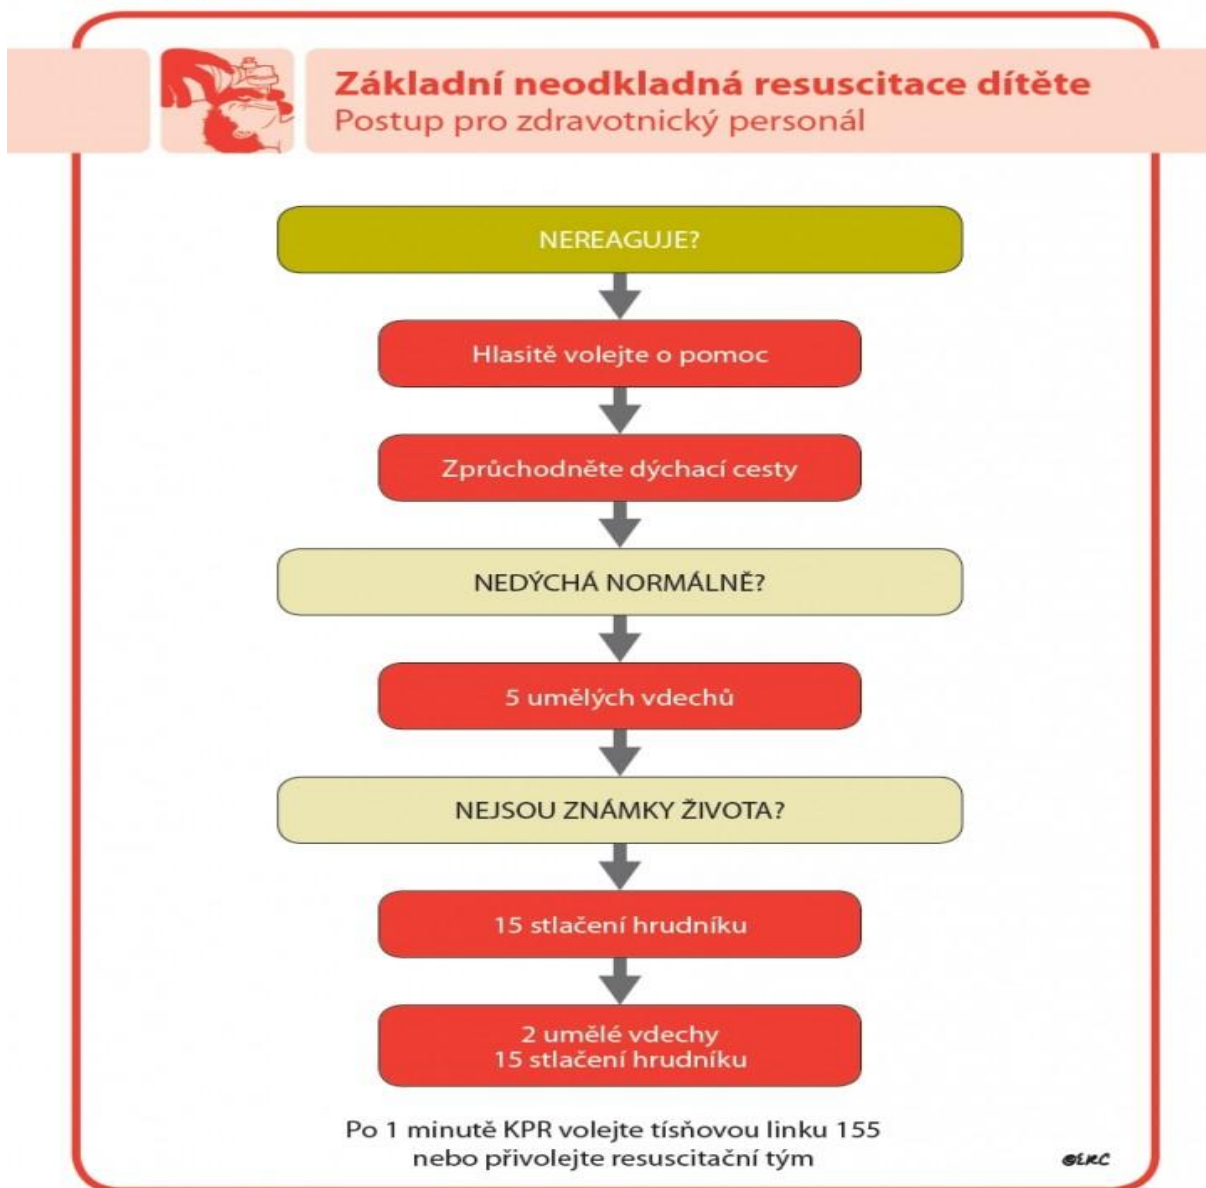 Základní neodkladná resuscitace dítěte
Postup pro zdravotnický personál
NEREAGUJE?
Hlasitě volejte o pomoc
Zprůchodněte dýchací cesty
NEDÝCHÁ NORMÁLNĚ?
5 umělých vdechů
NEJSOU ZNÁMKY ŽIVOTA?
15 stlačení hrudníku
2 umělé vdechy
15 stlačení hrudníku
Po 1 minutě KPR volejte tísňovou linku 155
nebo přivolejte resuscitační tým
©ERC